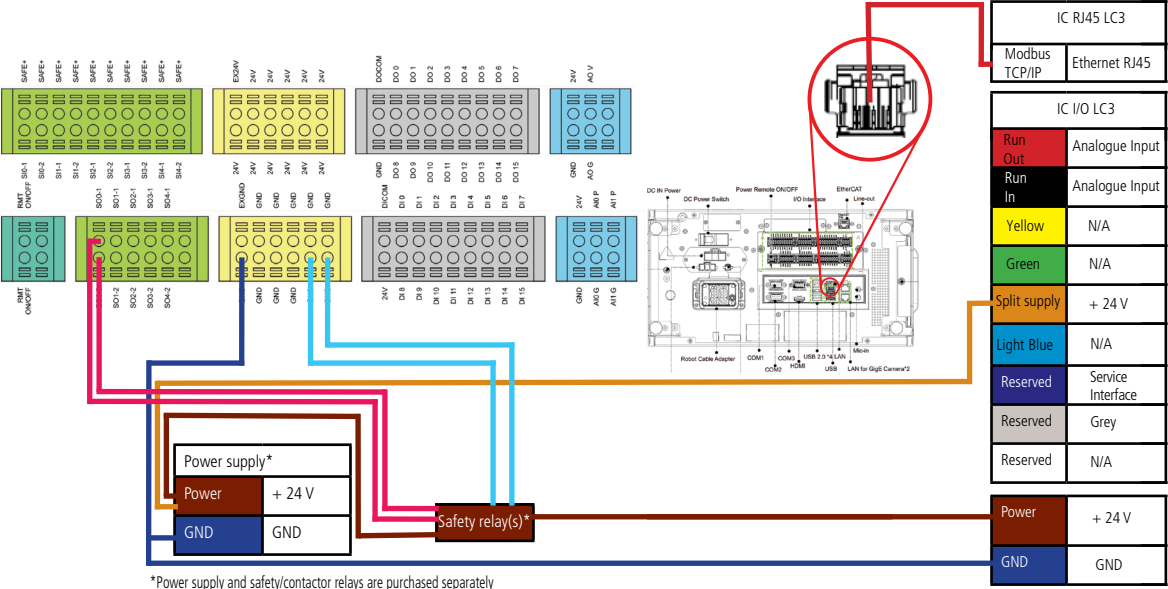 IC RJ45 LC3
Modbus TCP/IP
Ethernet RJ45
IC I/O LC3
Run Out
Analogue Input
Run In
Analogue Input
Yellow
N/A
Green
N/A
Split supply
+ 24 V
Light Blue
N/A
Reserved
Service Interface
Reserved
Grey
Reserved
N/A
Power
+ 24 V
GND
GND
SAFE+ SAFE+ SAFE+ SAFE+ SAFE+ SAFE+ SAFE+ SAFE+ SAFE+ SAFE+
EX24V 24V 24V 24V 24V 24V
DOCOM DO 0 DO 1 DO 2 DO 3 DO 4 DO 5 DO 6 DO 7
24V AO V
SI0-1 SI0-2 SI1-1 SI1-2 SI2-1 SI2-2 SI3-1 SI3-2 SI4-1 SI4-2
24V 24V GND GND GND GND
GND DO 8 DO 9 DO 10 DO 11 DO 12 DO 13 DO 14 DO 15
GND AO G
RMT ON/OFF
SO0-1 SO1-1 SO2-1 SO3-1 SO4-1
EXGND GND GND GND GND GND
DICOM DI 0 DI 1 DI 2 DI 3 DI 4 DI 5 DI 6 DI 7
24V AI0 P AI1 P
RMT ON/OFF
SO1-2 SO2-2 SO3-2 SO4-2
GND GND GND
24V DI 8 DI 9 DI 10 DI 11 DI 12 DI 13 DI 14 DI 15
GND AI0 G AI1 G
DC IN Power
DC Power Switch
Power Remote ON/OFF
I/O Interface
EtherCAT
Line-out
Robot Cable Adapter
COM1
COM2
COM3
HDMI
USB 2.0 *4
USB
LAN
Mic-in
LAN for GigE Camera*2
Power supply*
Power
+ 24 V
GND
GND
Safety relay(s)*
*Power supply and safety/contactor relays are purchased separately